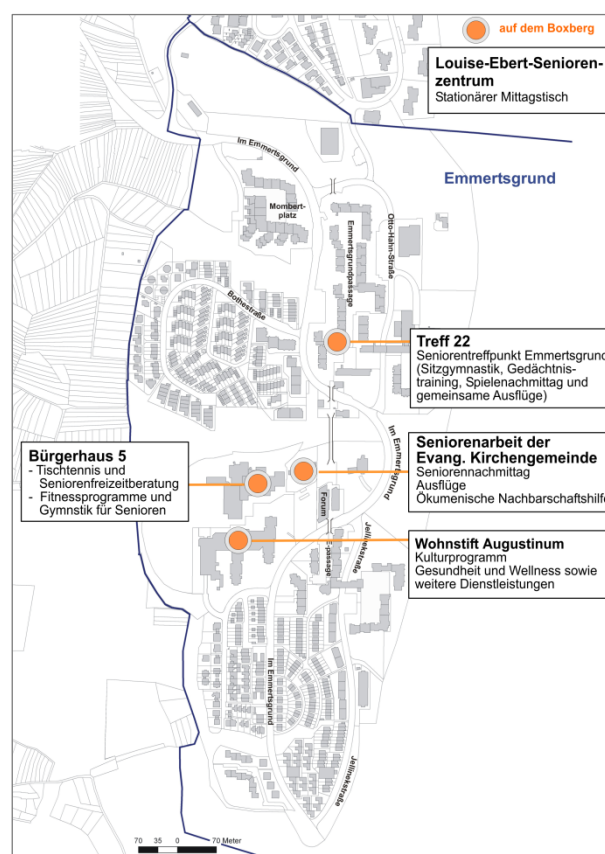 auf dem Boxberg
Louise-Ebert-Senioren-
zentrum
Stationärer Mittagstisch
Emmertsgrund
Im Emmertsgrund
Mombert-
platz
Emmertsgrundpassage
Otto-Hahn-Straße
Bothestraße
Treff 22
Seniorentreffpunkt Emmertsgrund
(Sitzgymnastik, Gedächtnis-
training, Spielenachmittag und
gemeinsame Ausflüge)
Im Emmertsgrund
Seniorenarbeit der
Evang. Kirchengemeinde
Seniorennachmittag
Ausflüge
Ökumenische Nachbarschaftshilfe
Bürgerhaus 5
- Tischtennis und
Seniorenfreizeitberatung
- Fitnessprogramme und
Gymnstik für Senioren
Forum
passage
Jellinekstraße
Wohnstift Augustinum
Kulturprogramm
Gesundheit und Wellness sowie
weitere Dienstleistungen
Im Emmertsgrund
Jellinekstraße
70 35 0 70 Meter